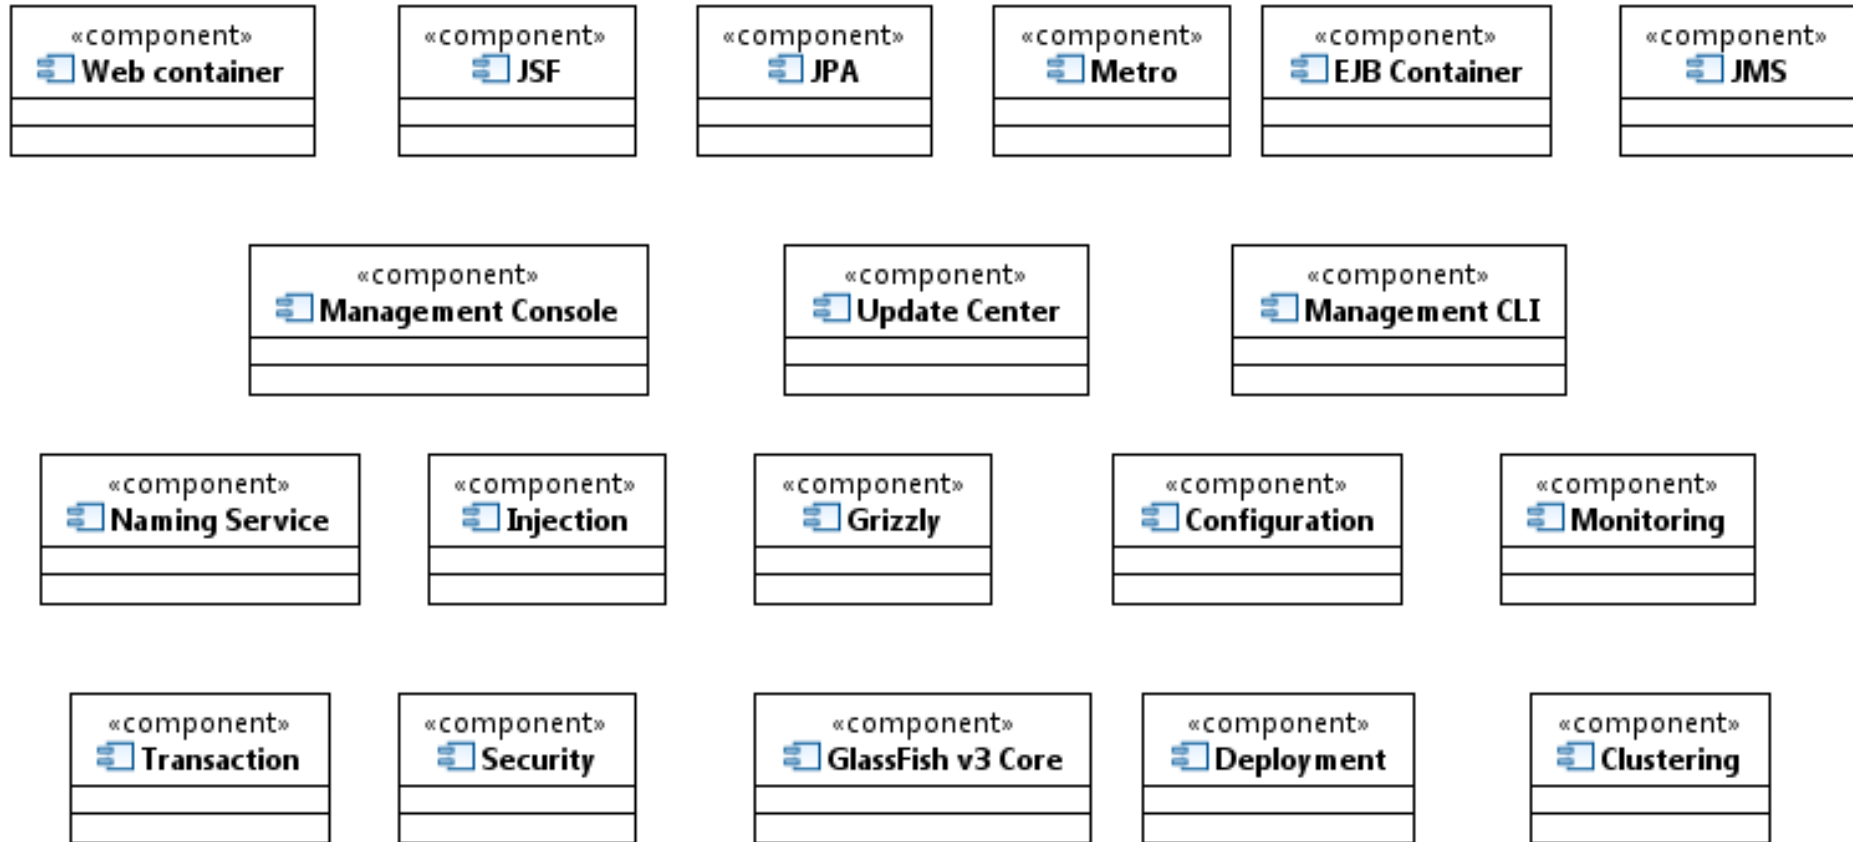 «component» «component» «component» «component» «component» «component»
Web container JSF JPA Metro EJB Container JMS
«component» «component» «component»
Management Console Update Center Management CLI
«component» «component» «component» «component» «component»
Naming Service Injection Grizzly Configuration Monitoring
«component» «component» «component» «component» «component»
Transaction Security GlassFish v3 Core Deployment Clustering